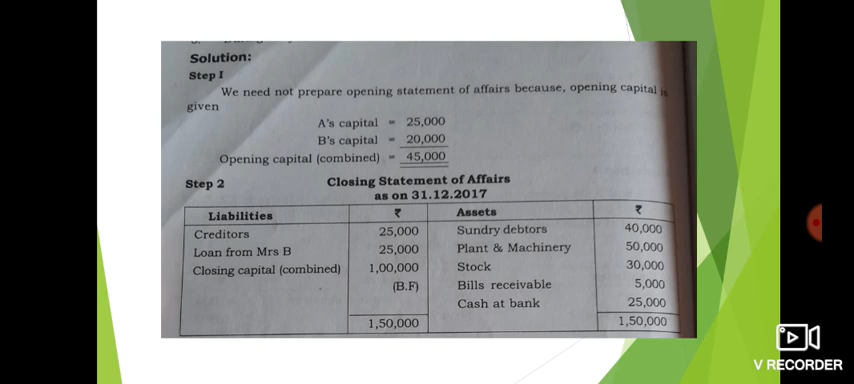 Solution:
Step I
We need not prepare opening statement of affairs because, opening capital is
given
A's capital = 25,000
B's capital = 20,000
Opening capital (combined) = 45,000
Step 2 Closing Statement of Affairs
as on 31.12.2017
Liabilities ₹ Assets ₹
Creditors 25,000 Sundry debtors 40,000
Loan from Mrs B 25,000 Plant & Machinery 50,000
Closing capital (combined) 1,00,000 Stock 30,000
(B.F) Bills receivable 5,000
Cash at bank 25,000
1,50,000 1,50,000
V RECORDER